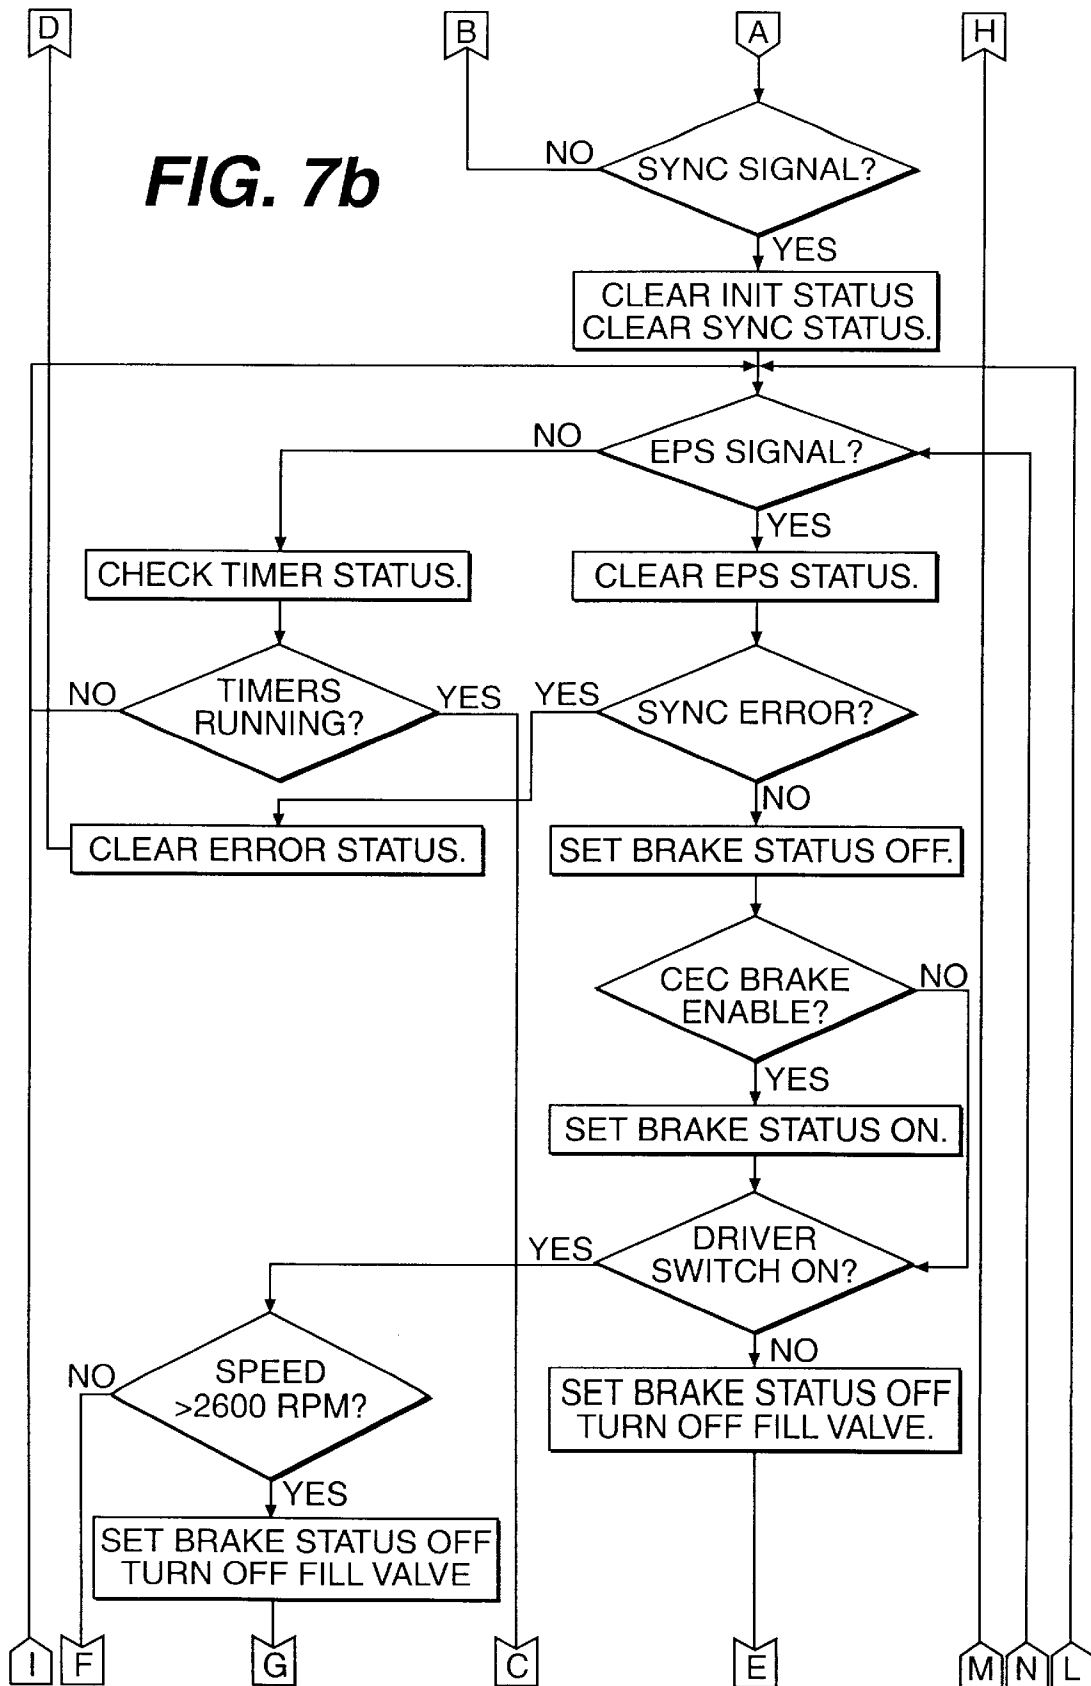 D
B
A
H
FIG. 7b
NO
SYNC SIGNAL?
YES
CLEAR INIT STATUS
CLEAR SYNC STATUS.
NO
EPS SIGNAL?
YES
CHECK TIMER STATUS.
CLEAR EPS STATUS.
NO
TIMERS
RUNNING?
YES
YES
SYNC ERROR?
NO
CLEAR ERROR STATUS.
SET BRAKE STATUS OFF.
CEC BRAKE
ENABLE?
NO
YES
SET BRAKE STATUS ON.
YES
DRIVER
SWITCH ON?
NO
NO
SPEED
>2600 RPM?
SET BRAKE STATUS OFF
TURN OFF FILL VALVE.
YES
SET BRAKE STATUS OFF
TURN OFF FILL VALVE
I
F
G
C
E
M
N
L